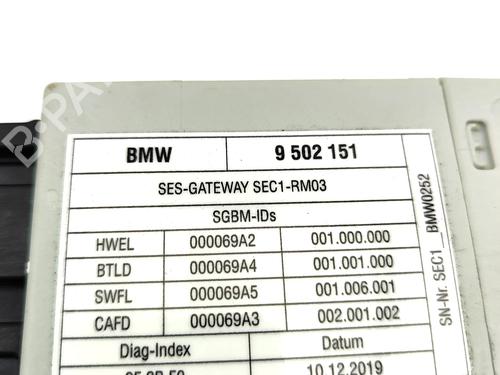 BMW 9 502 151
SES-GATEWAY SEC1-RM03
SGBM-IDs
HWEL 000069A2 001.000.000
BTLD 000069A4 001.001.000
SWFL 000069A5 001.006.001
CAFD 000069A3 002.001.002
Diag-Index Datum
10.12.2019
SN-Nr. SEC1 BMW0252
B-PARTS